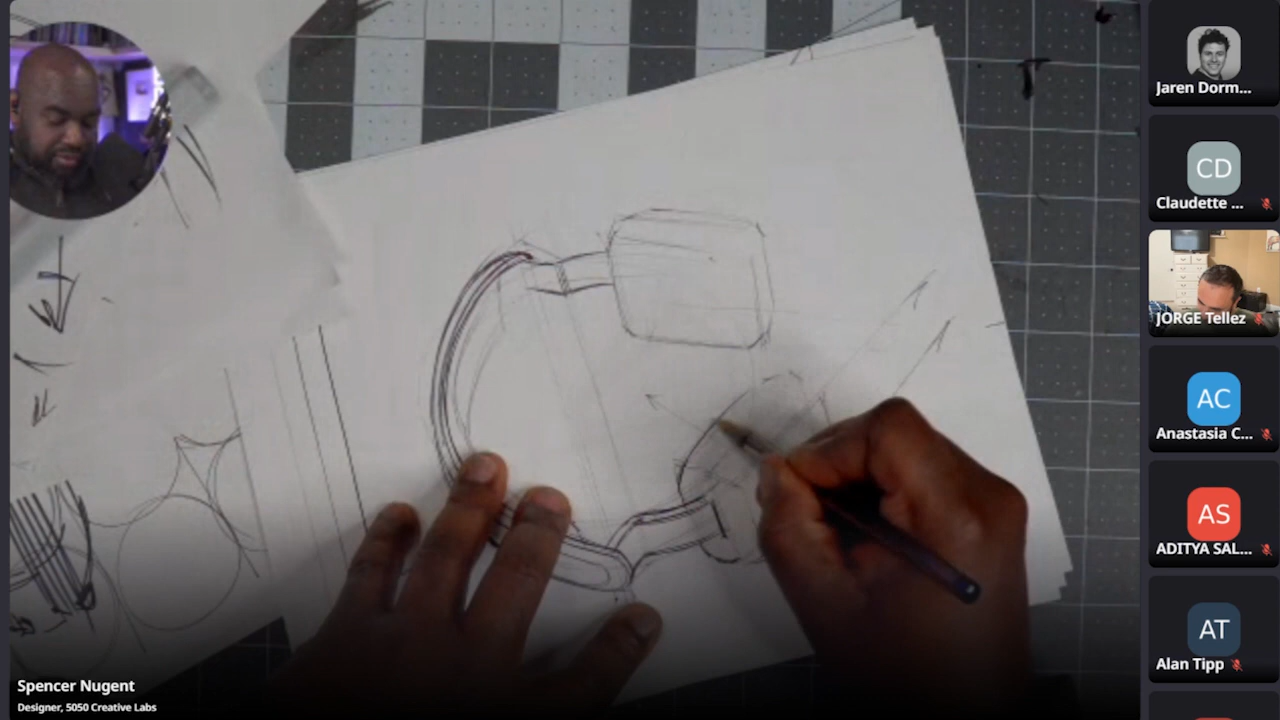 Jaren Dorm...
CD
Claudette ...
JORGE Tellez
AC
Anastasia C...
AS
ADITYA SAL...
AT
Alan Tipp
Spencer Nugent
Designer, 5050 Creative Labs